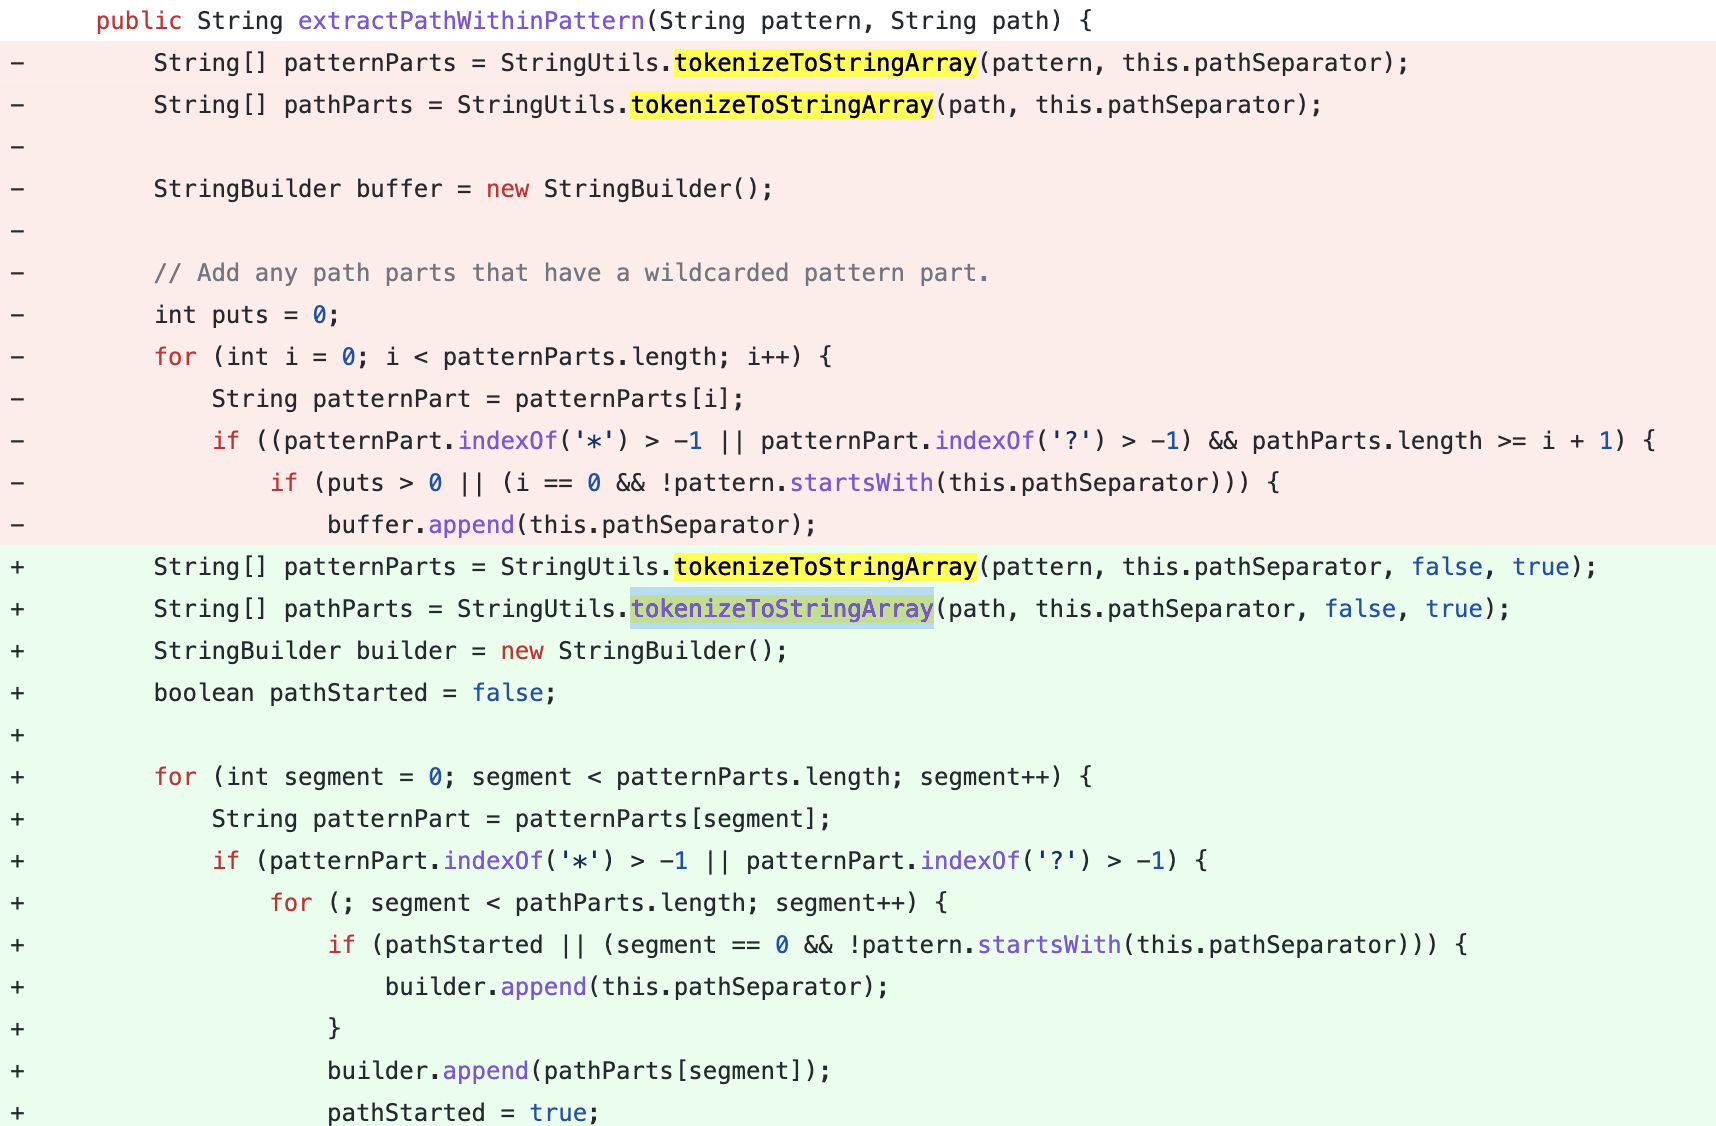 public String extractPathWithinPattern(String pattern, String path) {
- String[] patternParts = StringUtils.tokenizeToStringArray(pattern, this.pathSeparator);
- String[] pathParts = StringUtils.tokenizeToStringArray(path, this.pathSeparator);
-
- StringBuilder buffer = new StringBuilder();
-
- // Add any path parts that have a wildcarded pattern part.
- int puts = 0;
- for (int i = 0; i < patternParts.length; i++) {
- String patternPart = patternParts[i];
- if ((patternPart.indexOf('*') > -1 || patternPart.indexOf('?') > -1) && pathParts.length >= i + 1) {
- if (puts > 0 || (i == 0 && !pattern.startsWith(this.pathSeparator))) {
- buffer.append(this.pathSeparator);
+ String[] patternParts = StringUtils.tokenizeToStringArray(pattern, this.pathSeparator, false, true);
+ String[] pathParts = StringUtils.tokenizeToStringArray(path, this.pathSeparator, false, true);
+ StringBuilder builder = new StringBuilder();
+ boolean pathStarted = false;
+
+ for (int segment = 0; segment < patternParts.length; segment++) {
+ String patternPart = patternParts[segment];
+ if (patternPart.indexOf('*') > -1 || patternPart.indexOf('?') > -1) {
+ for (; segment < pathParts.length; segment++) {
+ if (pathStarted || (segment == 0 && !pattern.startsWith(this.pathSeparator))) {
+ builder.append(this.pathSeparator);
+ }
+ builder.append(pathParts[segment]);
+ pathStarted = true;